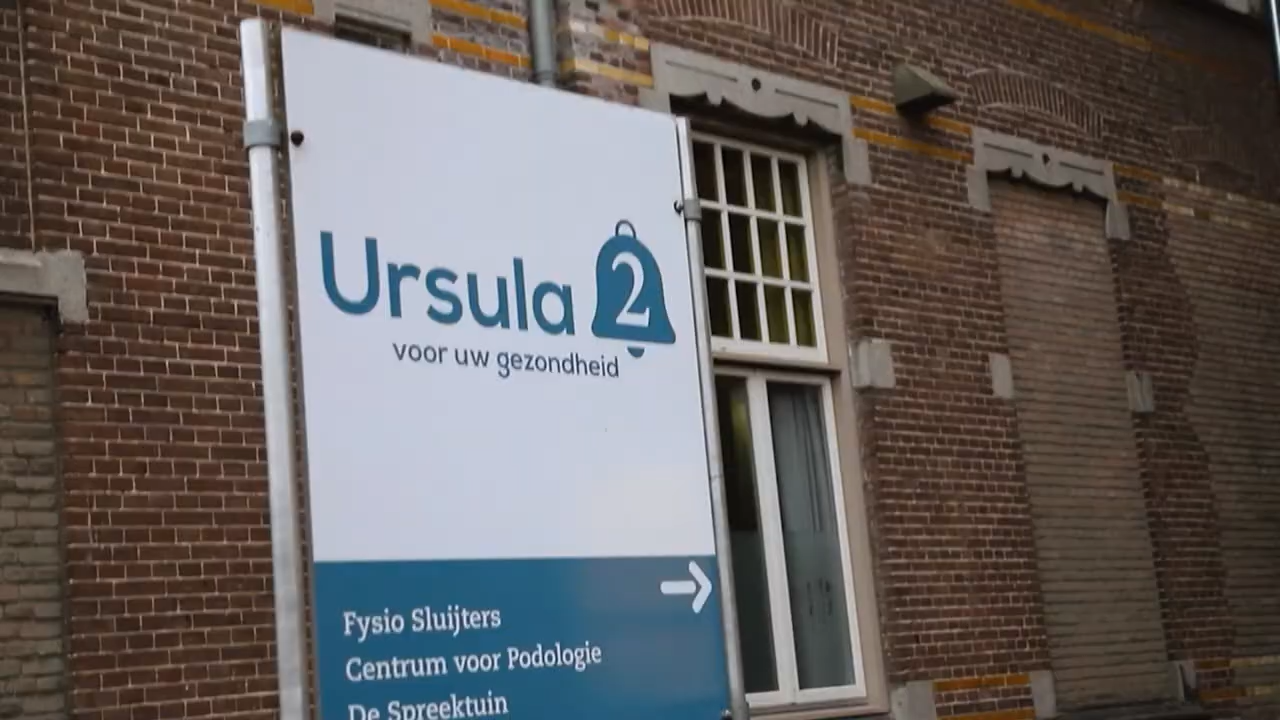 Ursula 2
voor uw gezondheid
Fysio Sluijters
Centrum voor Podologie
De Spreektuin